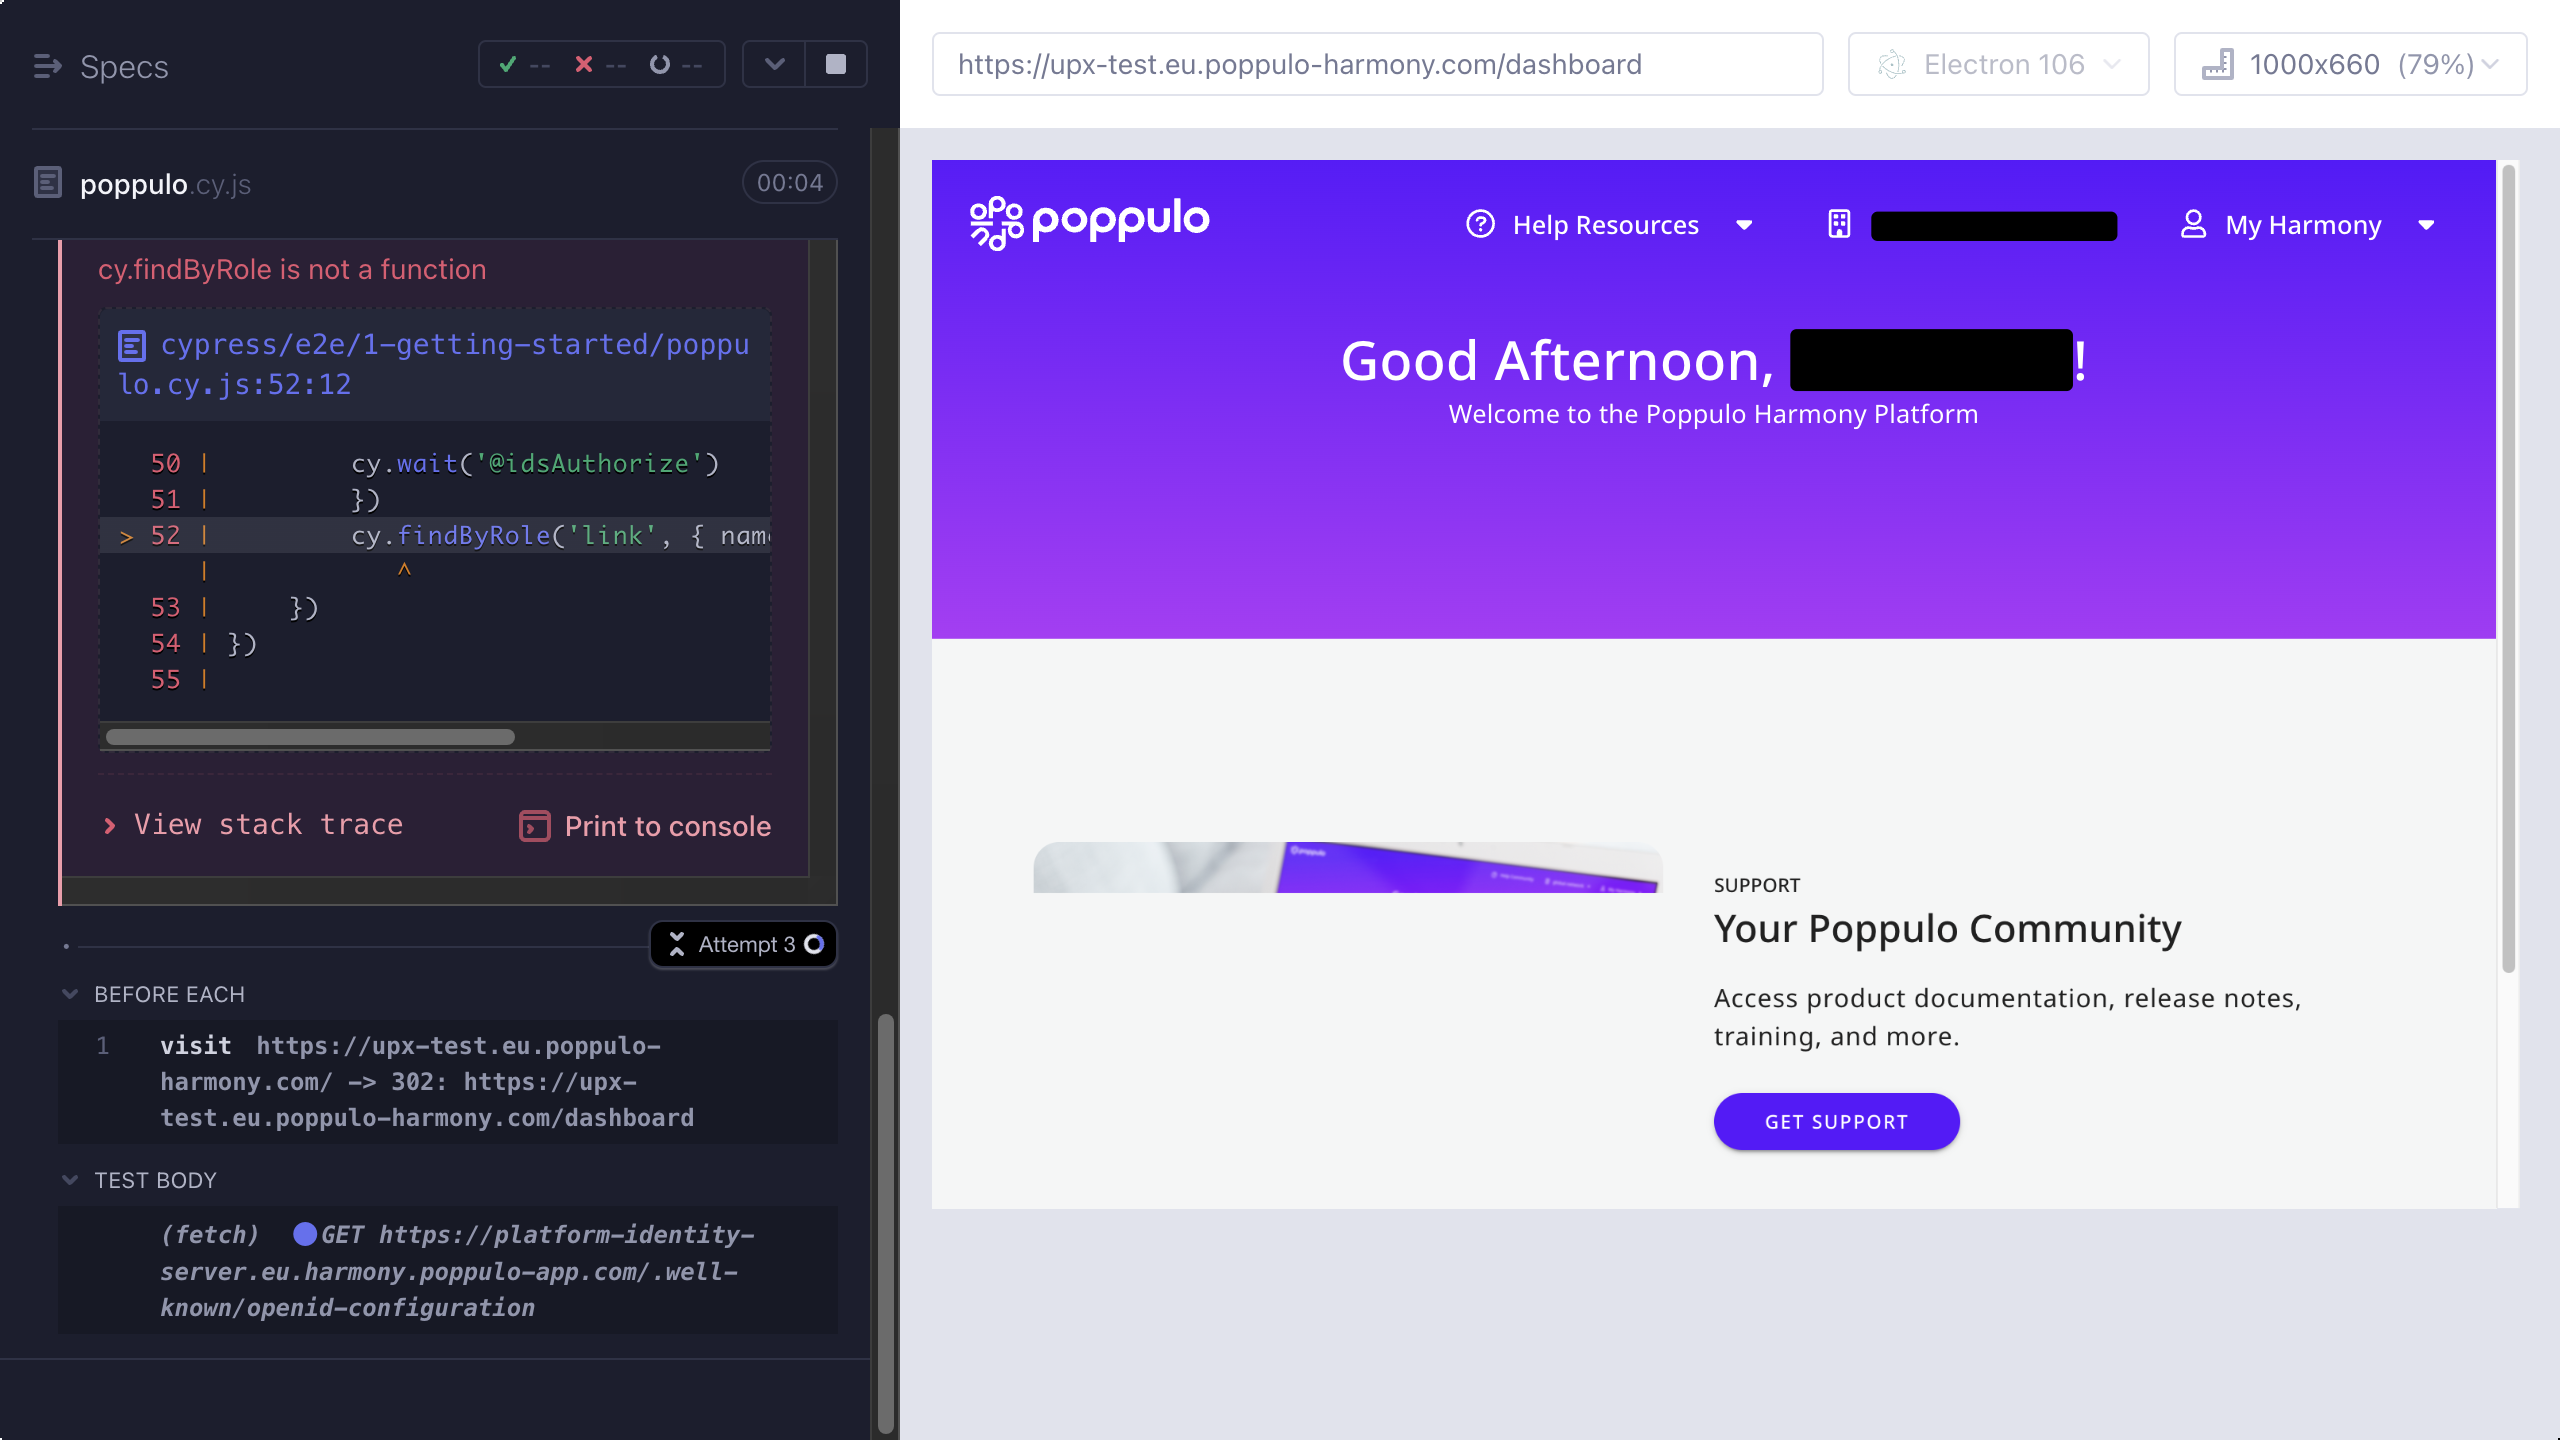 Specs
-- -- --
poppulo.cy.js
00:04
cy.findByRole is not a function
cypress/e2e/1-getting-started/poppu
lo.cy.js:52:12
50 | cy.wait('@idsAuthorize')
51 | })
> 52 | cy.findByRole('link', { nam
| ^
53 | })
54 | })
55 |
View stack trace
Print to console
Attempt 3
BEFORE EACH
1 visit https://upx-test.eu.poppulo-
harmony.com/ -> 302: https://upx-
test.eu.poppulo-harmony.com/dashboard
TEST BODY
(fetch) GET https://platform-identity-
server.eu.harmony.poppulo-app.com/.well-
known/openid-configuration
https://upx-test.eu.poppulo-harmony.com/dashboard
Electron 106
1000x660 (79%)
poppulo
Help Resources
My Harmony
Good Afternoon, !
Welcome to the Poppulo Harmony Platform
SUPPORT
Your Poppulo Community
Access product documentation, release notes,
training, and more.
GET SUPPORT